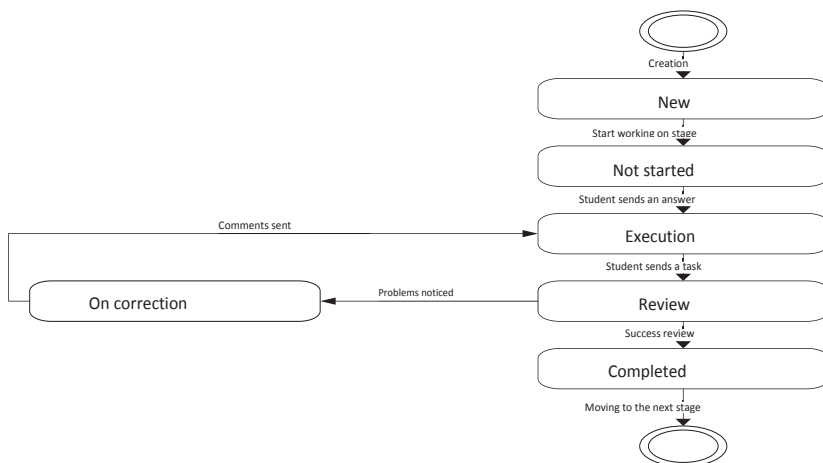 Creation
New
Start working on stage
Not started
Student sends an answer
Comments sent
Execution
Student sends a task
Problems noticed
On correction
Review
Success review
Completed
Moving to the next stage